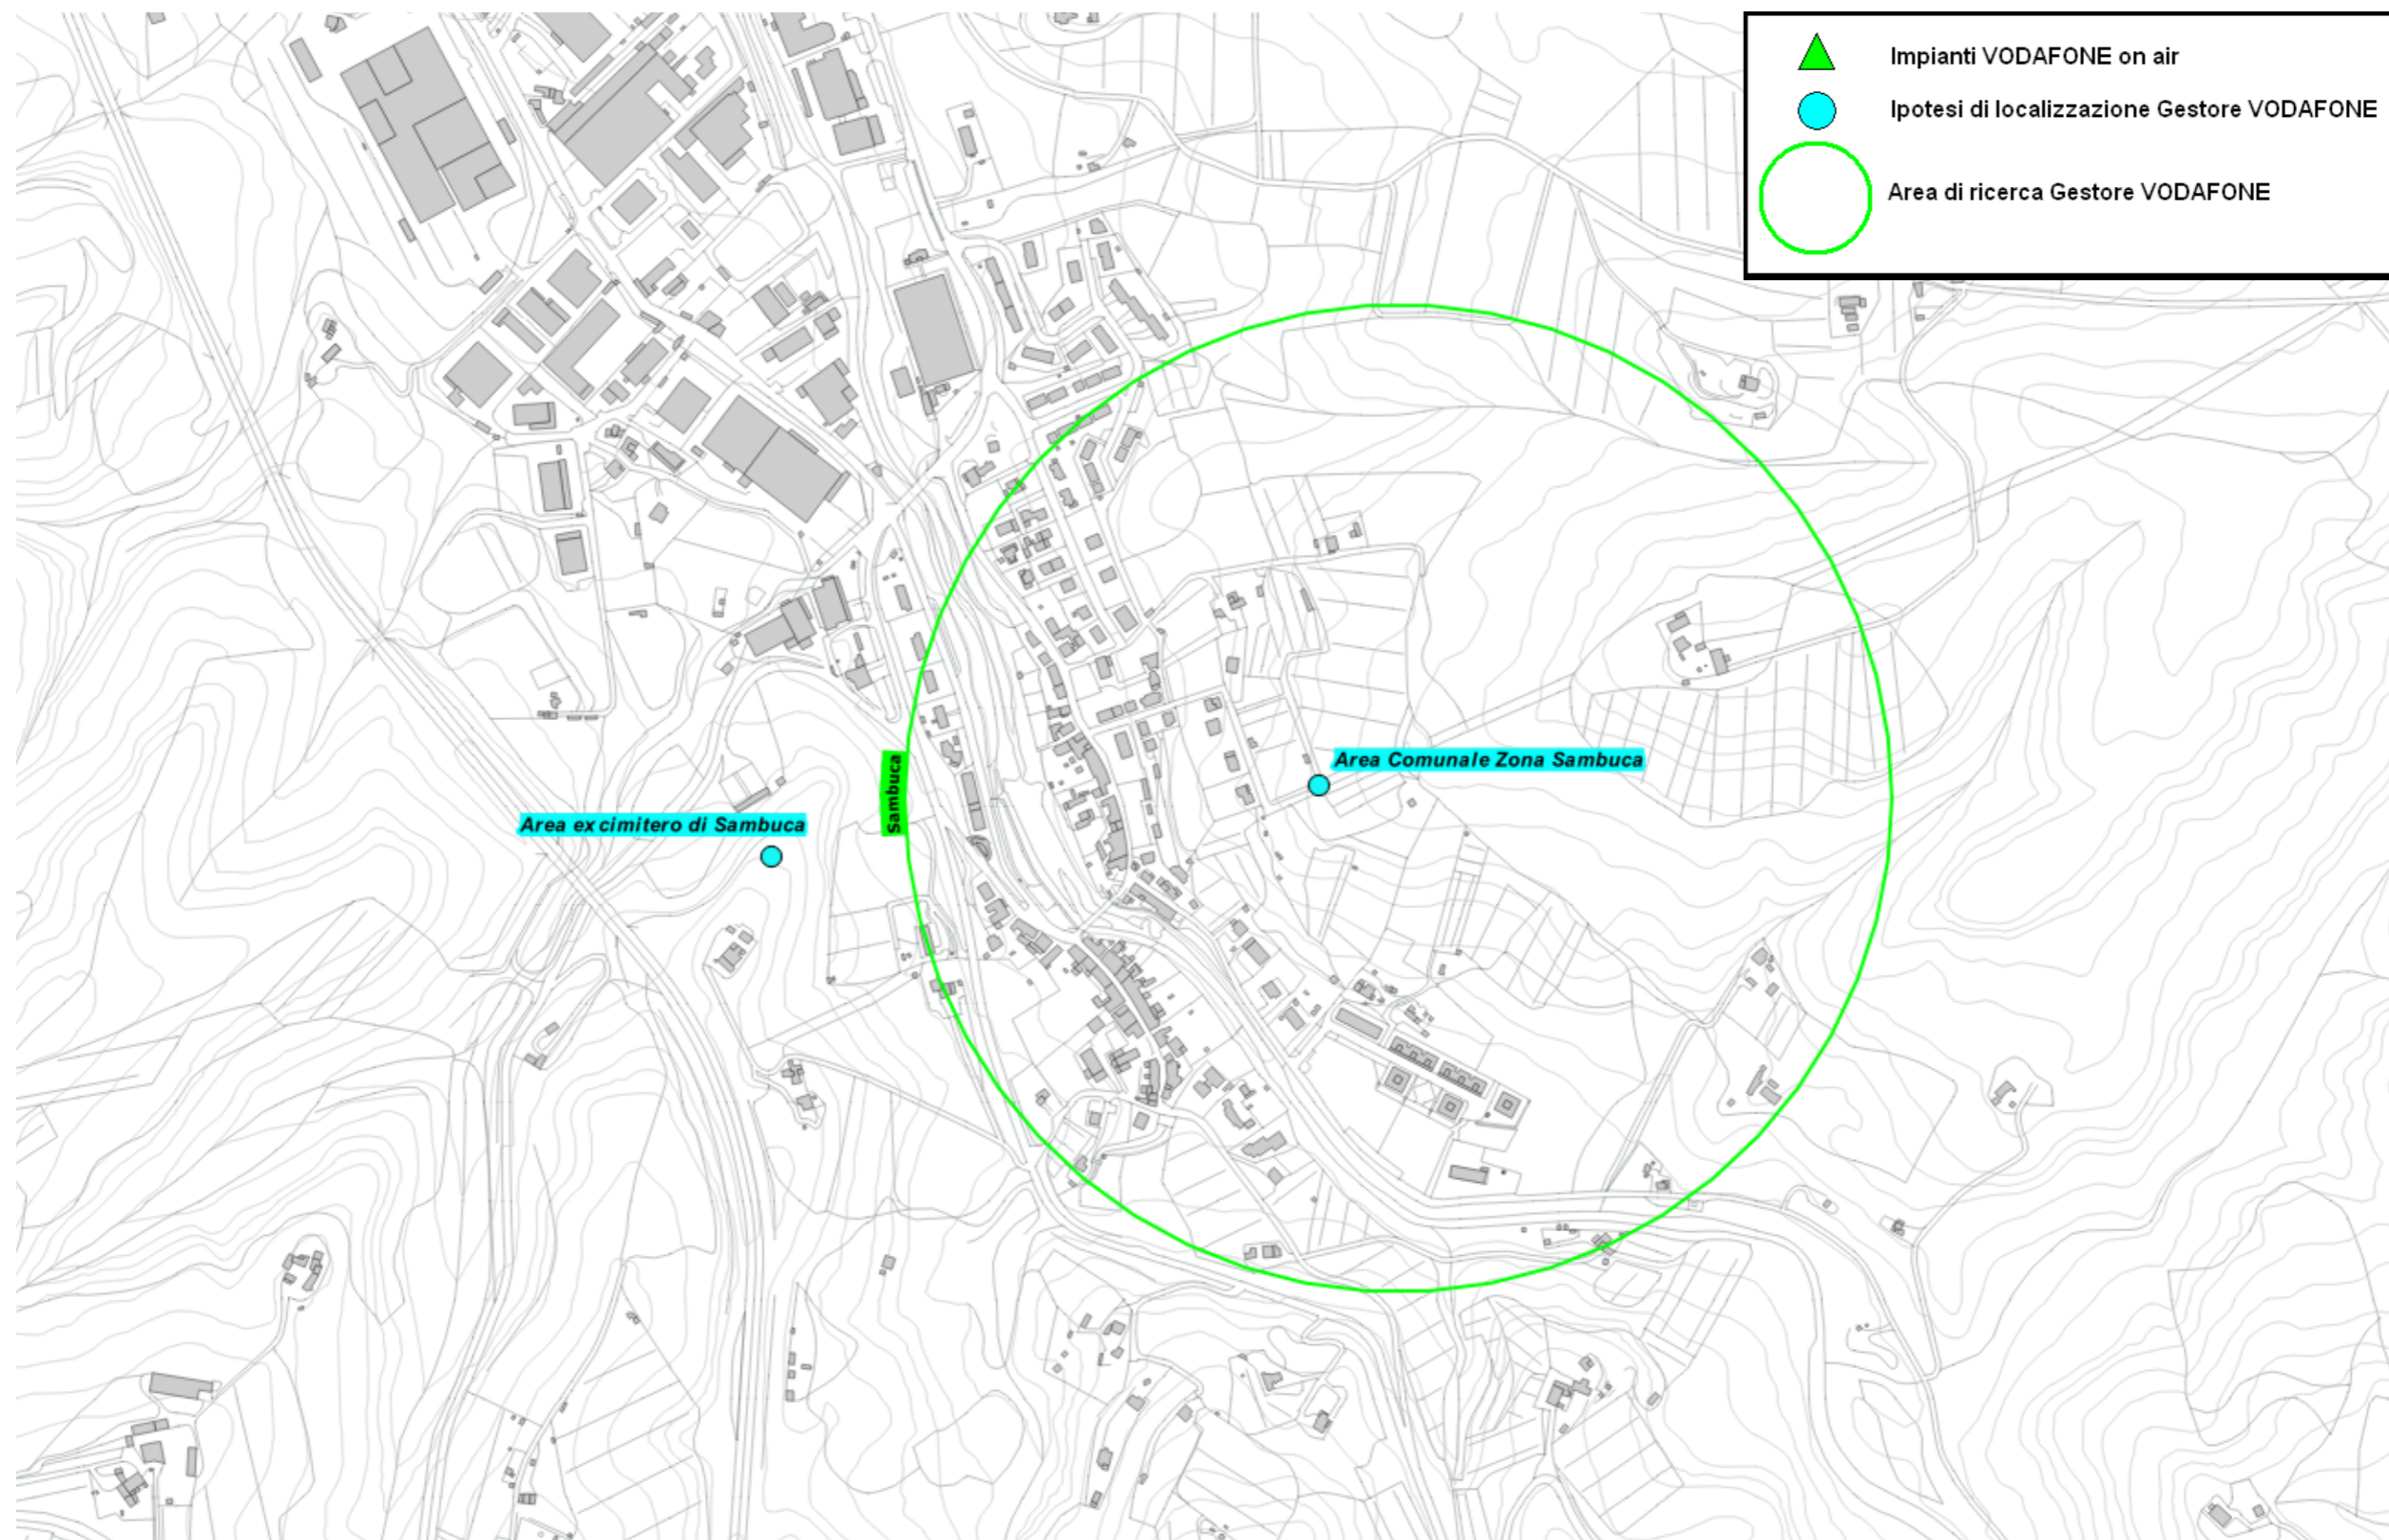 Impianti VODAFONE on air
Ipotesi di localizzazione Gestore VODAFONE
Area di ricerca Gestore VODAFONE
Area Comunale Zona Sambuca
Sambuca
Area ex cimitero di Sambuca